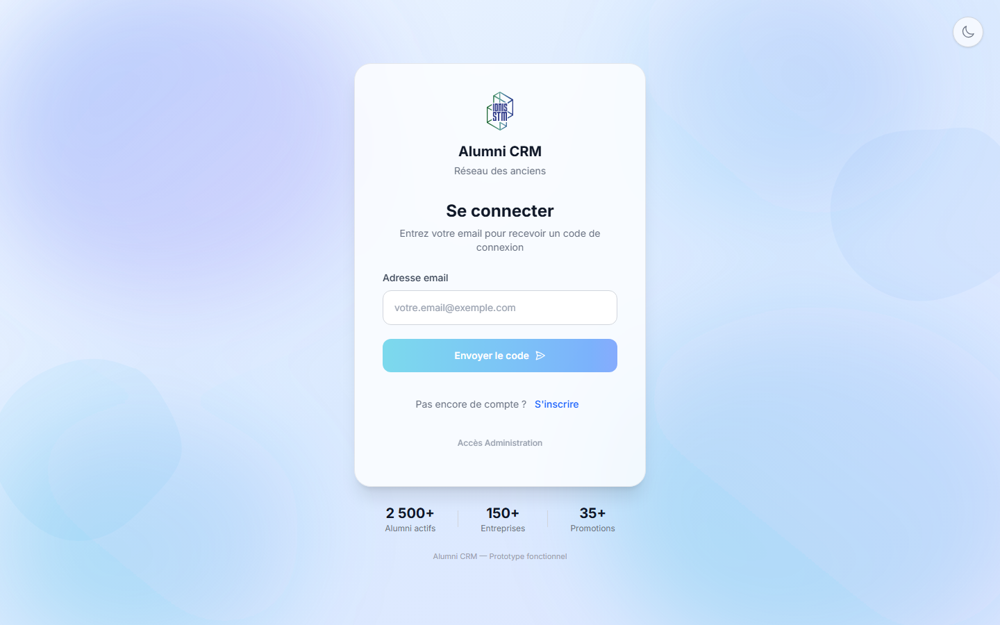 IONIS
STM
Alumni CRM
Réseau des anciens
Se connecter
Entrez votre email pour recevoir un code de
connexion
Adresse email
votre.email@exemple.com
Envoyer le code
Pas encore de compte ? S'inscrire
Accès Administration
2 500+ 150+ 35+
Alumni actifs Entreprises Promotions
Alumni CRM — Prototype fonctionnel